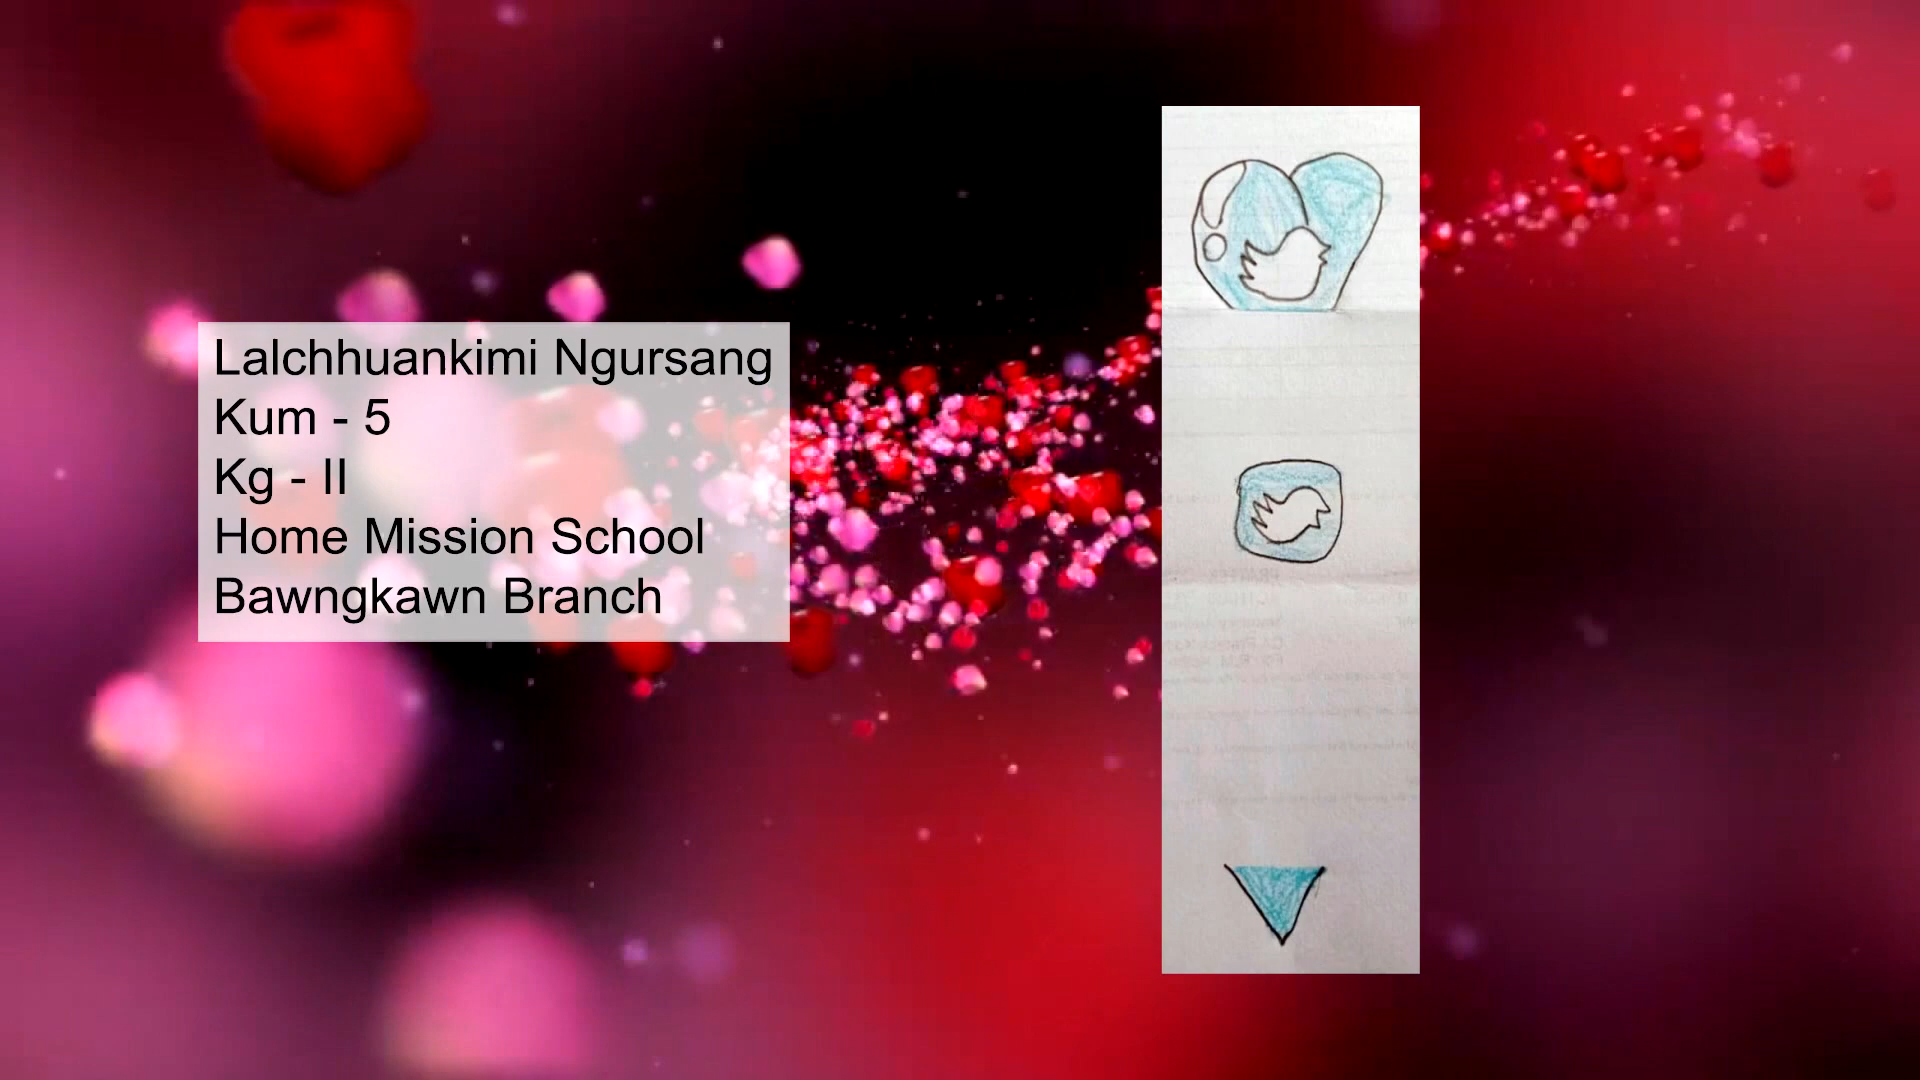 Lalchhuankimi Ngursang
Kum - 5
Kg - II
Home Mission School
Bawngkawn Branch